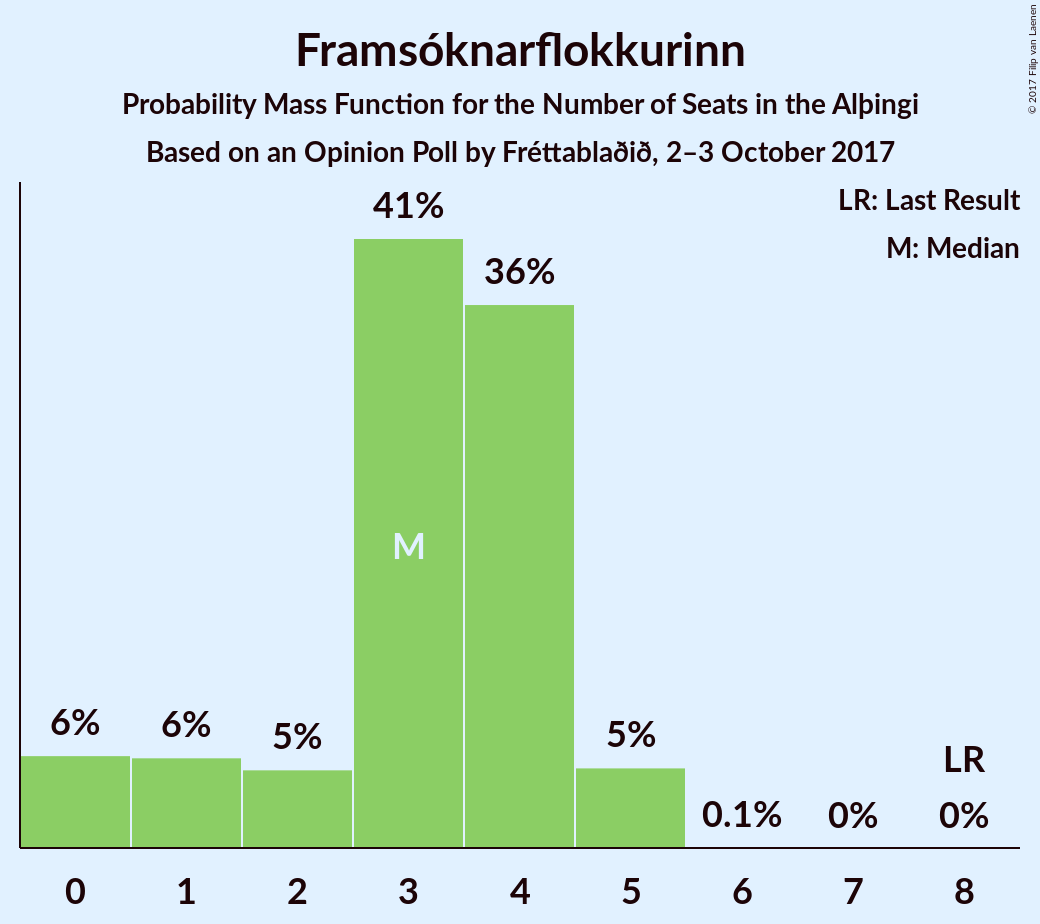 Framsóknarflokkurinn
Probability Mass Function for the Number of Seats in the Alþingi
Based on an Opinion Poll by Fréttablaðið, 2–3 October 2017
© 2017 Filip van Laenen
LR: Last Result
M: Median
41%
36%
M
6%
6%
5%
5%
LR
0.1%
0%
0%
0 1 2 3 4 5 6 7 8